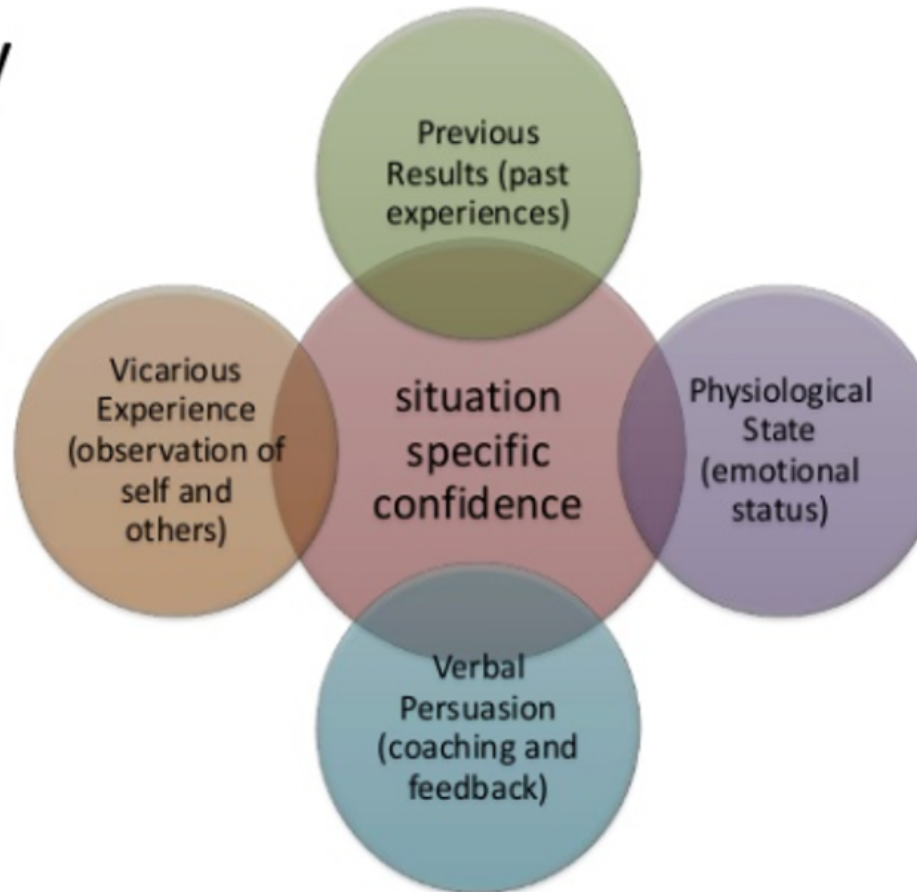 y
Previous
Results (past
experiences)
Vicarious
Experience
(observation of
self and
others)
situation
specific
confidence
Physiological
State
(emotional
status)
Verbal
Persuasion
(coaching and
feedback)